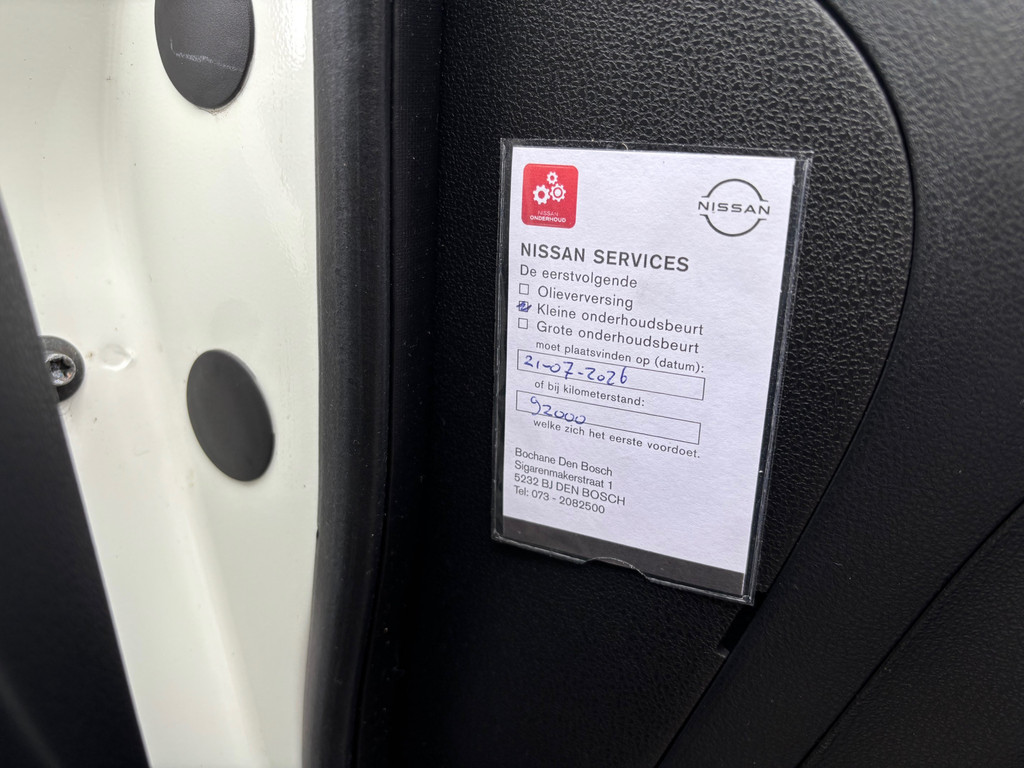 NISSAN
ONDERHOUD
NISSAN
NISSAN SERVICES
De eerstvolgende
Olieverversing
Kleine onderhoudsbeurt
Grote onderhoudsbeurt
moet plaatsvinden op (datum):
21-07-2026
of bij kilometerstand:
92000
welke zich het eerste voordoet.
Bochane Den Bosch
Sigarenmakerstraat 1
5232 BJ DEN BOSCH
Tel: 073 - 2082500